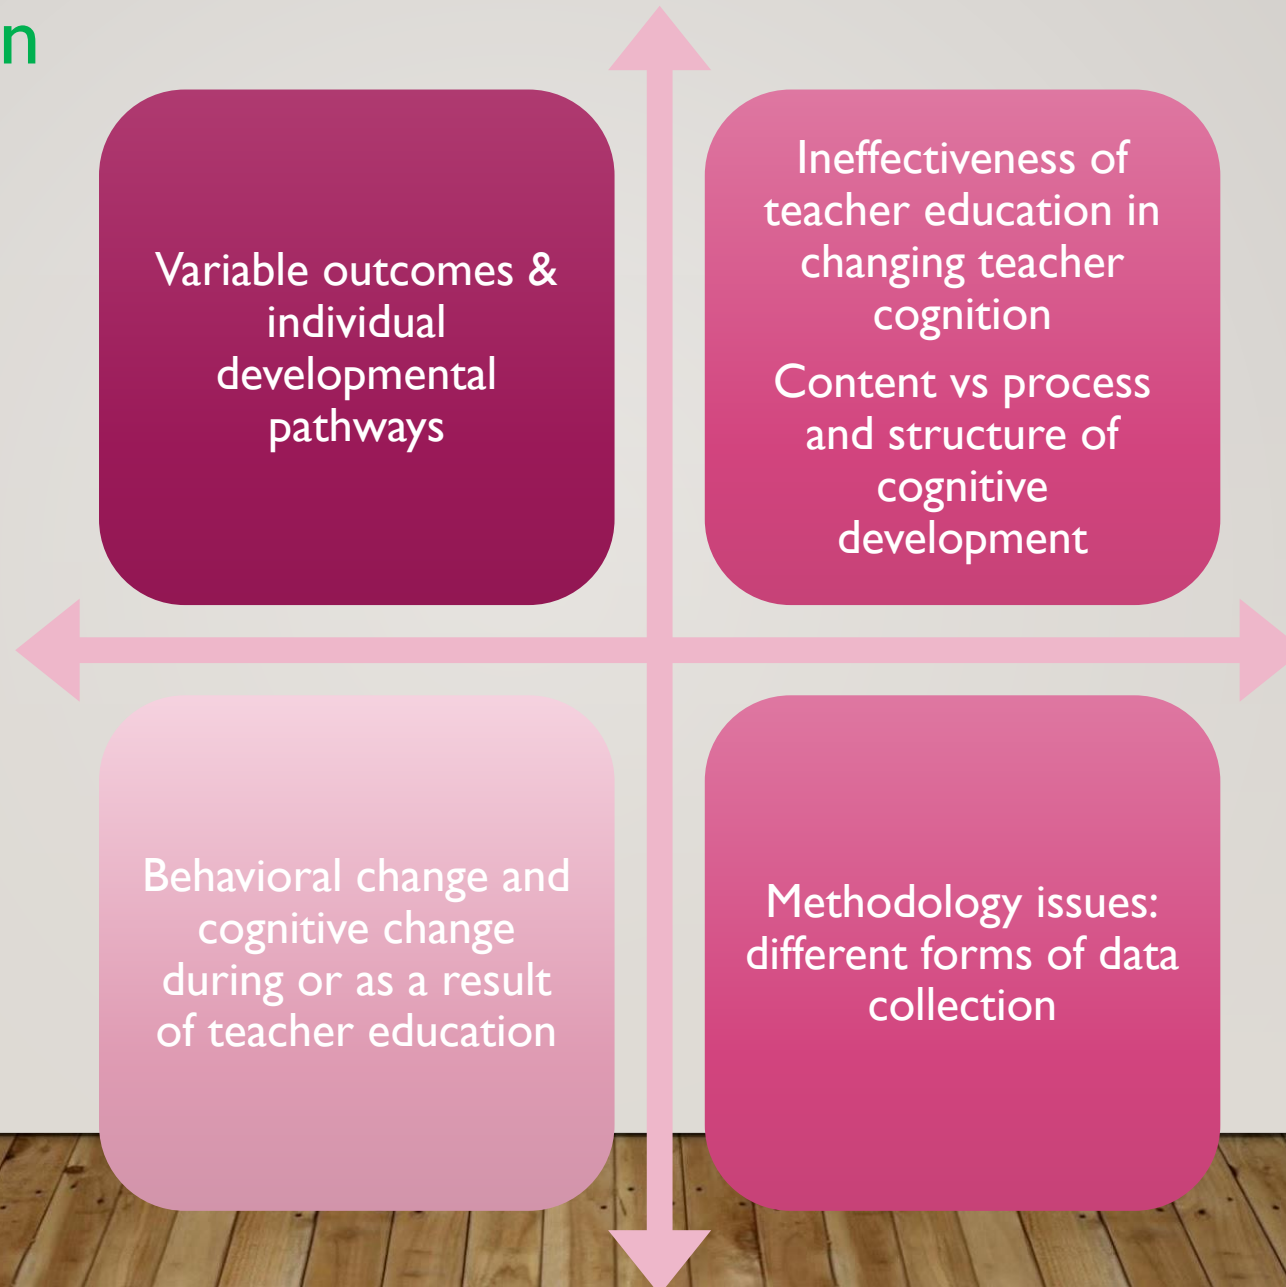 Variable outcomes &
individual
developmental
pathways
Ineffectiveness of
teacher education in
changing teacher
cognition
Content vs process
and structure of
cognitive
development
Behavioral change and
cognitive change
during or as a result
of teacher education
Methodology issues:
different forms of data
collection